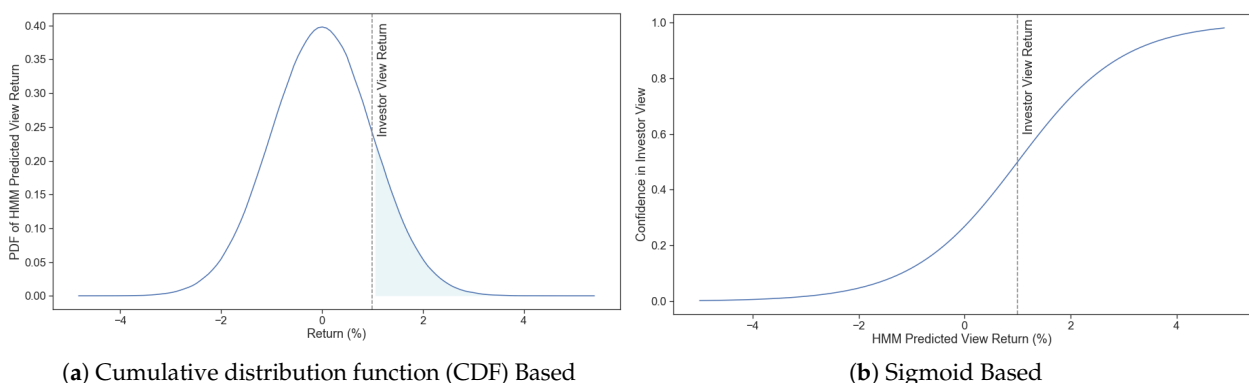 PDF of HMM Predicted View Return
0.40
0.35
0.30
0.25
0.20
0.15
0.10
0.05
0.00
Investor View Return
−4 −2 0 2 4
Return (%)
(a) Cumulative distribution function (CDF) Based
Confidence in Investor View
1.0
0.8
0.6
0.4
0.2
0.0
Investor View Return
−4 −2 0 2 4
HMM Predicted View Return (%)
(b) Sigmoid Based